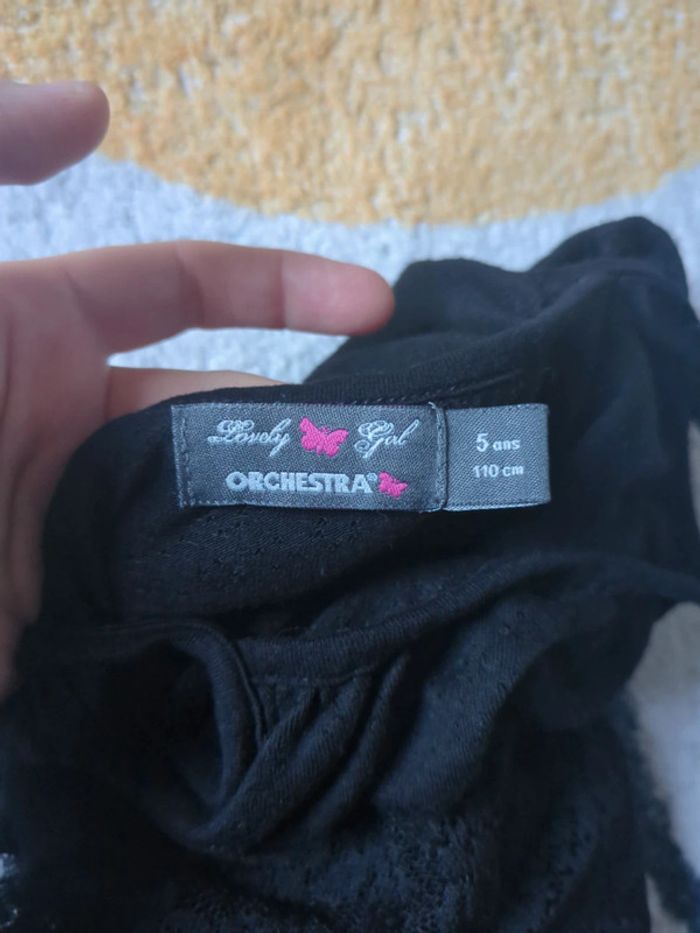 Lovely Girl
ORCHESTRA®
5 ans
110 cm